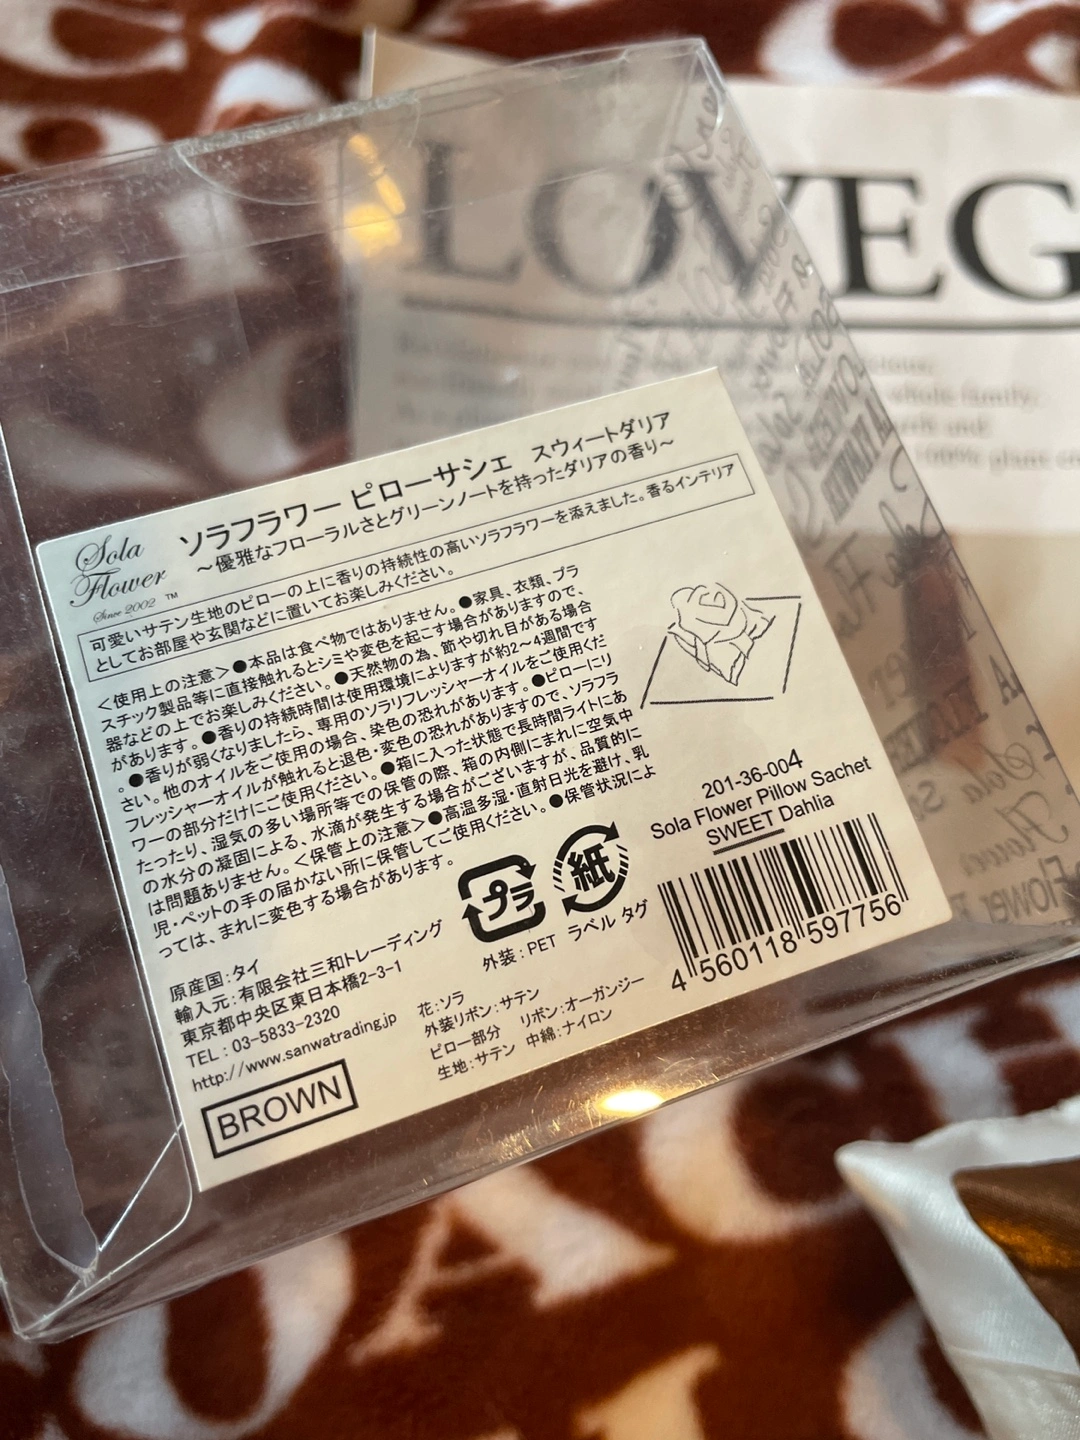 LOVEG
whole family.
100% plant
Sola
Flower
Since 2002 ™
ソラフラワー ピローサシェ スウィートダリア
～優雅なフローラルさとグリーンノートを持ったダリアの香り～
可愛いサテン生地のピローの上に香りの持続性の高いソラフラワーを添えました。香るインテリア
としてお部屋や玄関などに置いてお楽しみください。
＜使用上の注意＞●本品は食べ物ではありません。●家具、衣類、プラ
スチック製品等に直接触れるとシミや変色を起こす場合がありますので、
器などの上でお楽しみください。●天然物の為、節や切れ目がある場合
があります。●香りの持続時間は使用環境によりますが約2～4週間です
●香りが弱くなりましたら、専用のソラリフレッシャーオイルをご使用くだ
さい。他のオイルをご使用の場合、染色の恐れがあります。●ピローにリ
フレッシャーオイルが触れると退色・変色の恐れがありますので、ソラフラ
ワーの部分だけにご使用ください。●箱に入った状態で長時間ライトにあ
たったり、湿気の多い場所等での保管の際、箱の内側にまれに空気中
の水分の凝固による、水滴が発生する場合がございますが、品質的に
は問題ありません。＜保管上の注意＞●高温多湿・直射日光を避け、乳
児・ペットの手の届かない所に保管してご使用ください。●保管状況によ
っては、まれに変色する場合があります。
原産国：タイ
輸入元：有限会社三和トレーディング
東京都中央区東日本橋2-3-1
TEL：03-5833-2320
http://www.sanwatrading.jp
BROWN
プラ
紙
外装：PET ラベル タグ
花：ソラ
外装リボン：サテン
ピロー部分 リボン：オーガンジー
生地：サテン 中綿：ナイロン
201-36-004
Sola Flower Pillow Sachet
SWEET Dahlia
4 560118 597756